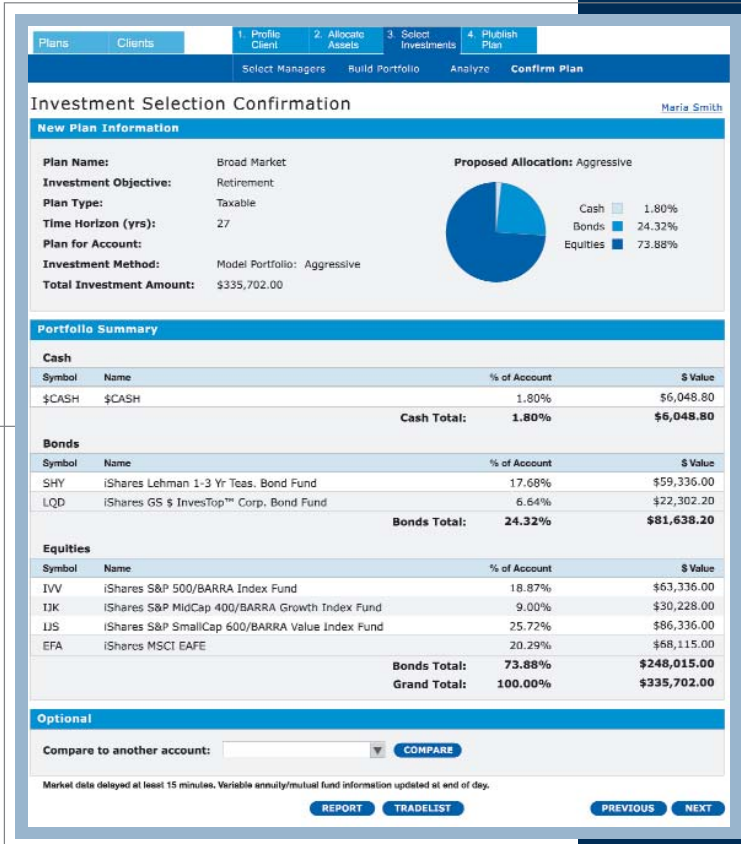 Plans Clients 1. Profile Client 2. Allocate Assets 3. Select Investments 4. Plublish Plan
Select Managers Build Portfolio Analyze Confirm Plan
Investment Selection Confirmation Maria Smith
New Plan Information
Plan Name: Broad Market Proposed Allocation: Aggressive
Investment Objective: Retirement
Plan Type: Taxable Cash 1.80%
Time Horizon (yrs): 27 Bonds 24.32%
Plan for Account: Equities 73.88%
Investment Method: Model Portfolio: Aggressive
Total Investment Amount: $335,702.00
Portfolio Summary
Cash
Symbol Name % of Account $ Value
$CASH $CASH 1.80% $6,048.80
Cash Total: 1.80% $6,048.80
Bonds
Symbol Name % of Account $ Value
SHY iShares Lehman 1-3 Yr Teas. Bond Fund 17.68% $59,336.00
LQD iShares GS $ InvesTop™ Corp. Bond Fund 6.64% $22,302.20
Bonds Total: 24.32% $81,638.20
Equities
Symbol Name % of Account $ Value
IVV iShares S&P 500/BARRA Index Fund 18.87% $63,336.00
IJK iShares S&P MidCap 400/BARRA Growth Index Fund 9.00% $30,228.00
IJS iShares S&P SmallCap 600/BARRA Value Index Fund 25.72% $86,336.00
EFA iShares MSCI EAFE 20.29% $68,115.00
Bonds Total: 73.88% $248,015.00
Grand Total: 100.00% $335,702.00
Optional
Compare to another account: COMPARE
Market data delayed at least 15 minutes. Variable annuity/mutual fund information updated at end of day.
REPORT TRADELIST PREVIOUS NEXT